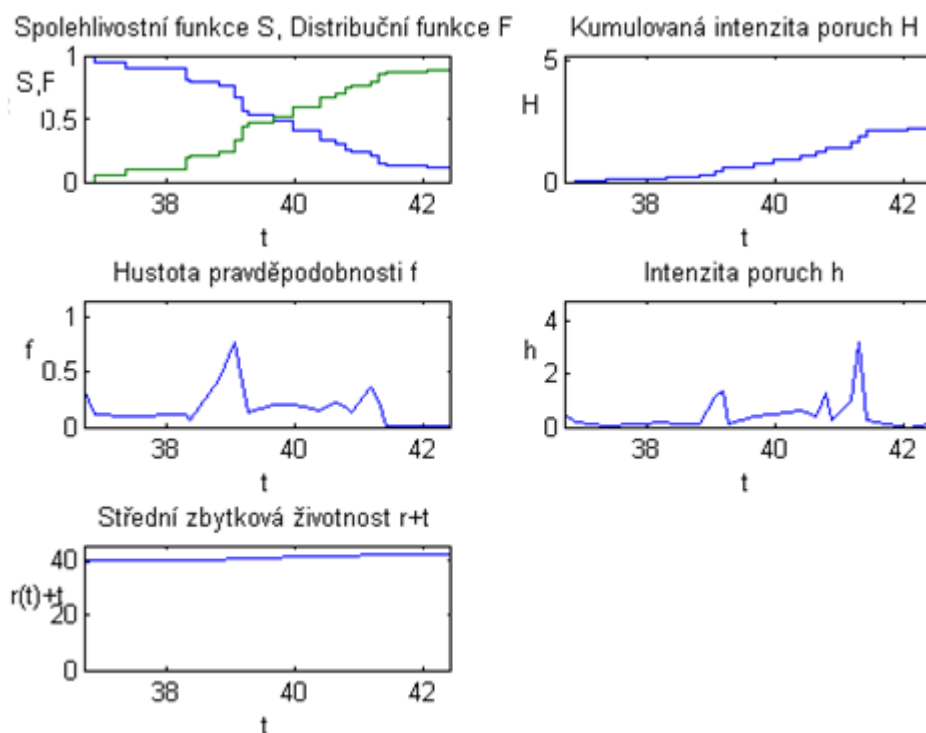 Spolehlivostní funkce S, Distribuční funkce F
1
S,F
0.5
0
38 40 42
t
Kumulovaná intenzita poruch H
5
H
0
38 40 42
t
Hustota pravděpodobnosti f
1
f
0.5
0
38 40 42
t
Intenzita poruch h
4
h
2
0
38 40 42
t
Střední zbytková životnost r+t
40
r(t)+t
20
0
38 40 42
t